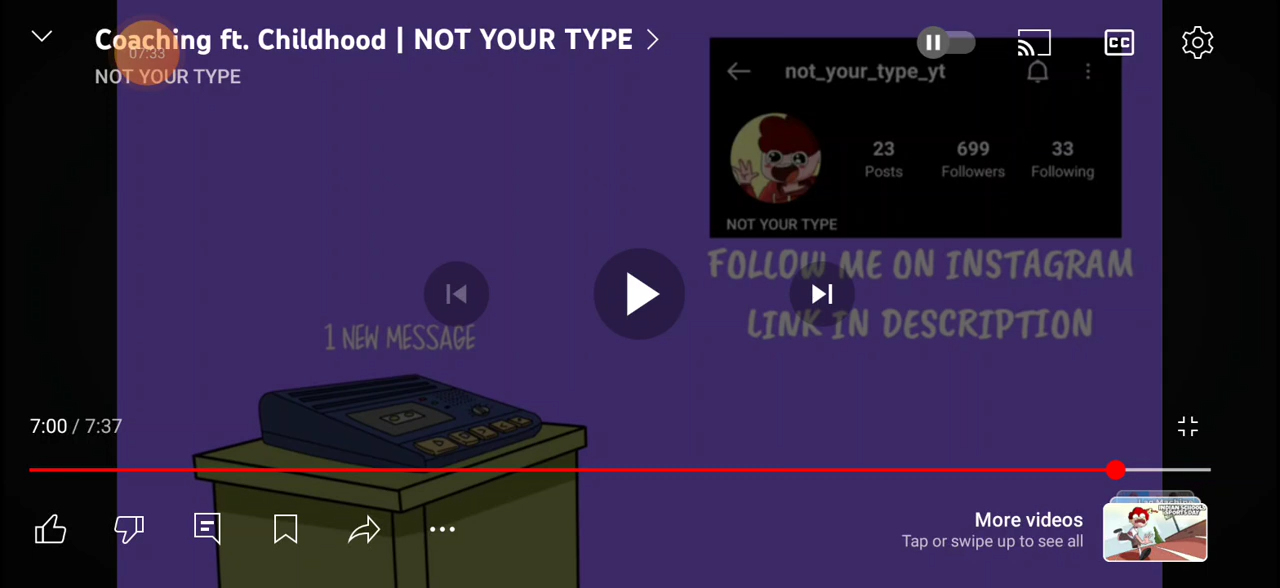 Coaching ft. Childhood | NOT YOUR TYPE
07:33
NOT YOUR TYPE
CC
not_your_type_yt
23 699 33
Posts Followers Following
NOT YOUR TYPE
FOLLOW ME ON INSTAGRAM
LINK IN DESCRIPTION
1 NEW MESSAGE
7:00 / 7:37
More videos
Tap or swipe up to see all
INDIAN SCHOOLS
SPORTS DAY